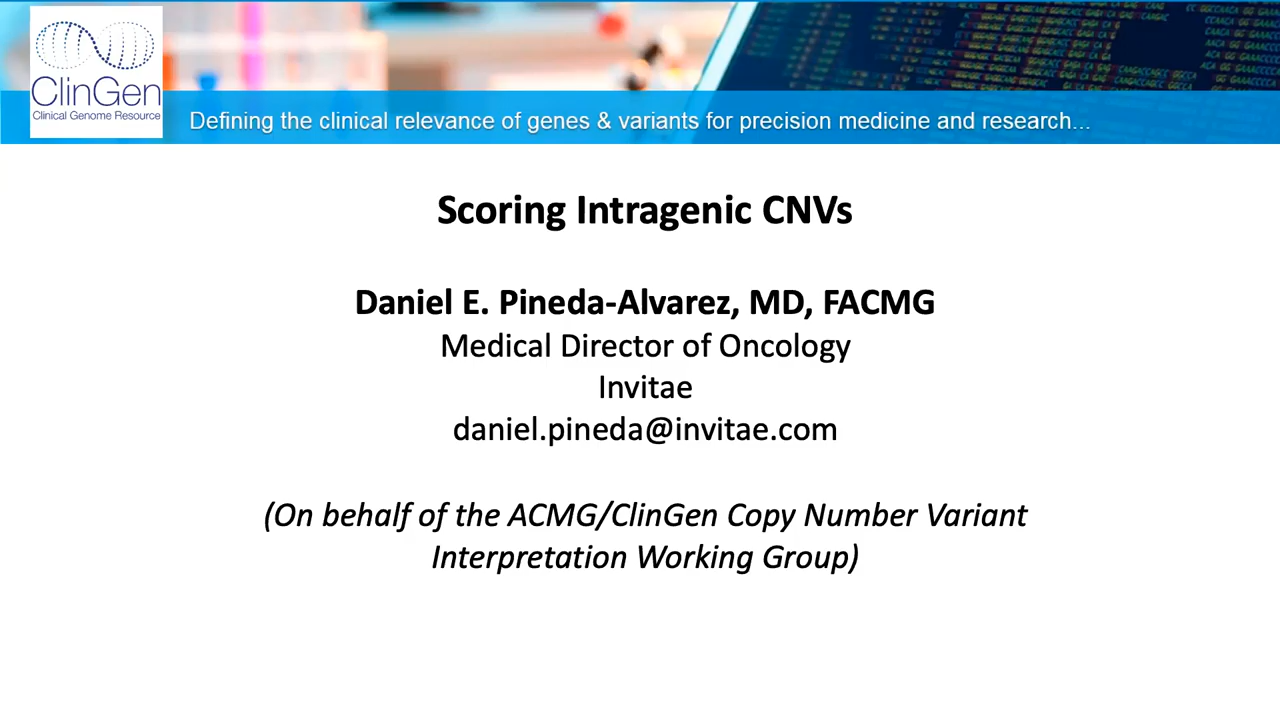 ClinGen
Clinical Genome Resource
Defining the clinical relevance of genes & variants for precision medicine and research...
Scoring Intragenic CNVs
Daniel E. Pineda-Alvarez, MD, FACMG
Medical Director of Oncology
Invitae
daniel.pineda@invitae.com
(On behalf of the ACMG/ClinGen Copy Number Variant
Interpretation Working Group)